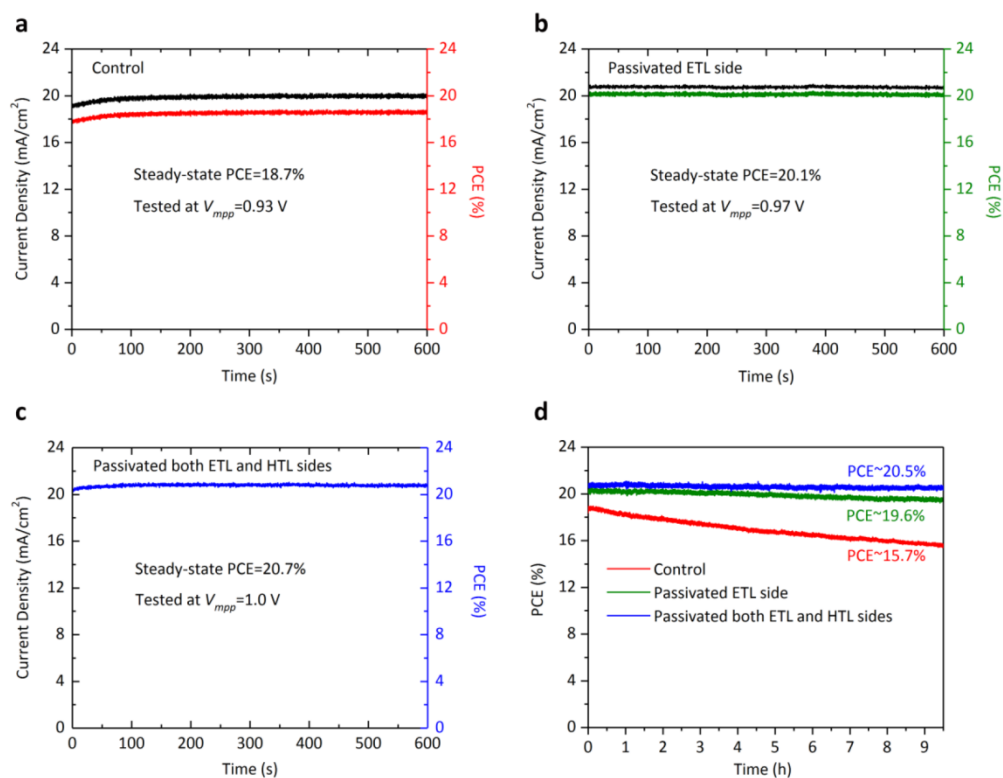 a
Control
Steady-state PCE=18.7%
Tested at Vmpp=0.93 V
Current Density (mA/cm²)
PCE (%)
24
20
16
12
8
4
0
24
20
16
12
8
4
0
0 100 200 300 400 500 600
Time (s)
b
Passivated ETL side
Steady-state PCE=20.1%
Tested at Vmpp=0.97 V
Current Density (mA/cm²)
PCE (%)
24
20
16
12
8
4
0
24
20
16
12
8
4
0
0 100 200 300 400 500 600
Time (s)
c
Passivated both ETL and HTL sides
Steady-state PCE=20.7%
Tested at Vmpp=1.0 V
Current Density (mA/cm²)
PCE (%)
24
20
16
12
8
4
0
24
20
16
12
8
4
0
0 100 200 300 400 500 600
Time (s)
d
PCE~20.5%
PCE~19.6%
PCE~15.7%
Control
Passivated ETL side
Passivated both ETL and HTL sides
PCE (%)
24
20
16
12
8
4
0
0 1 2 3 4 5 6 7 8 9
Time (h)